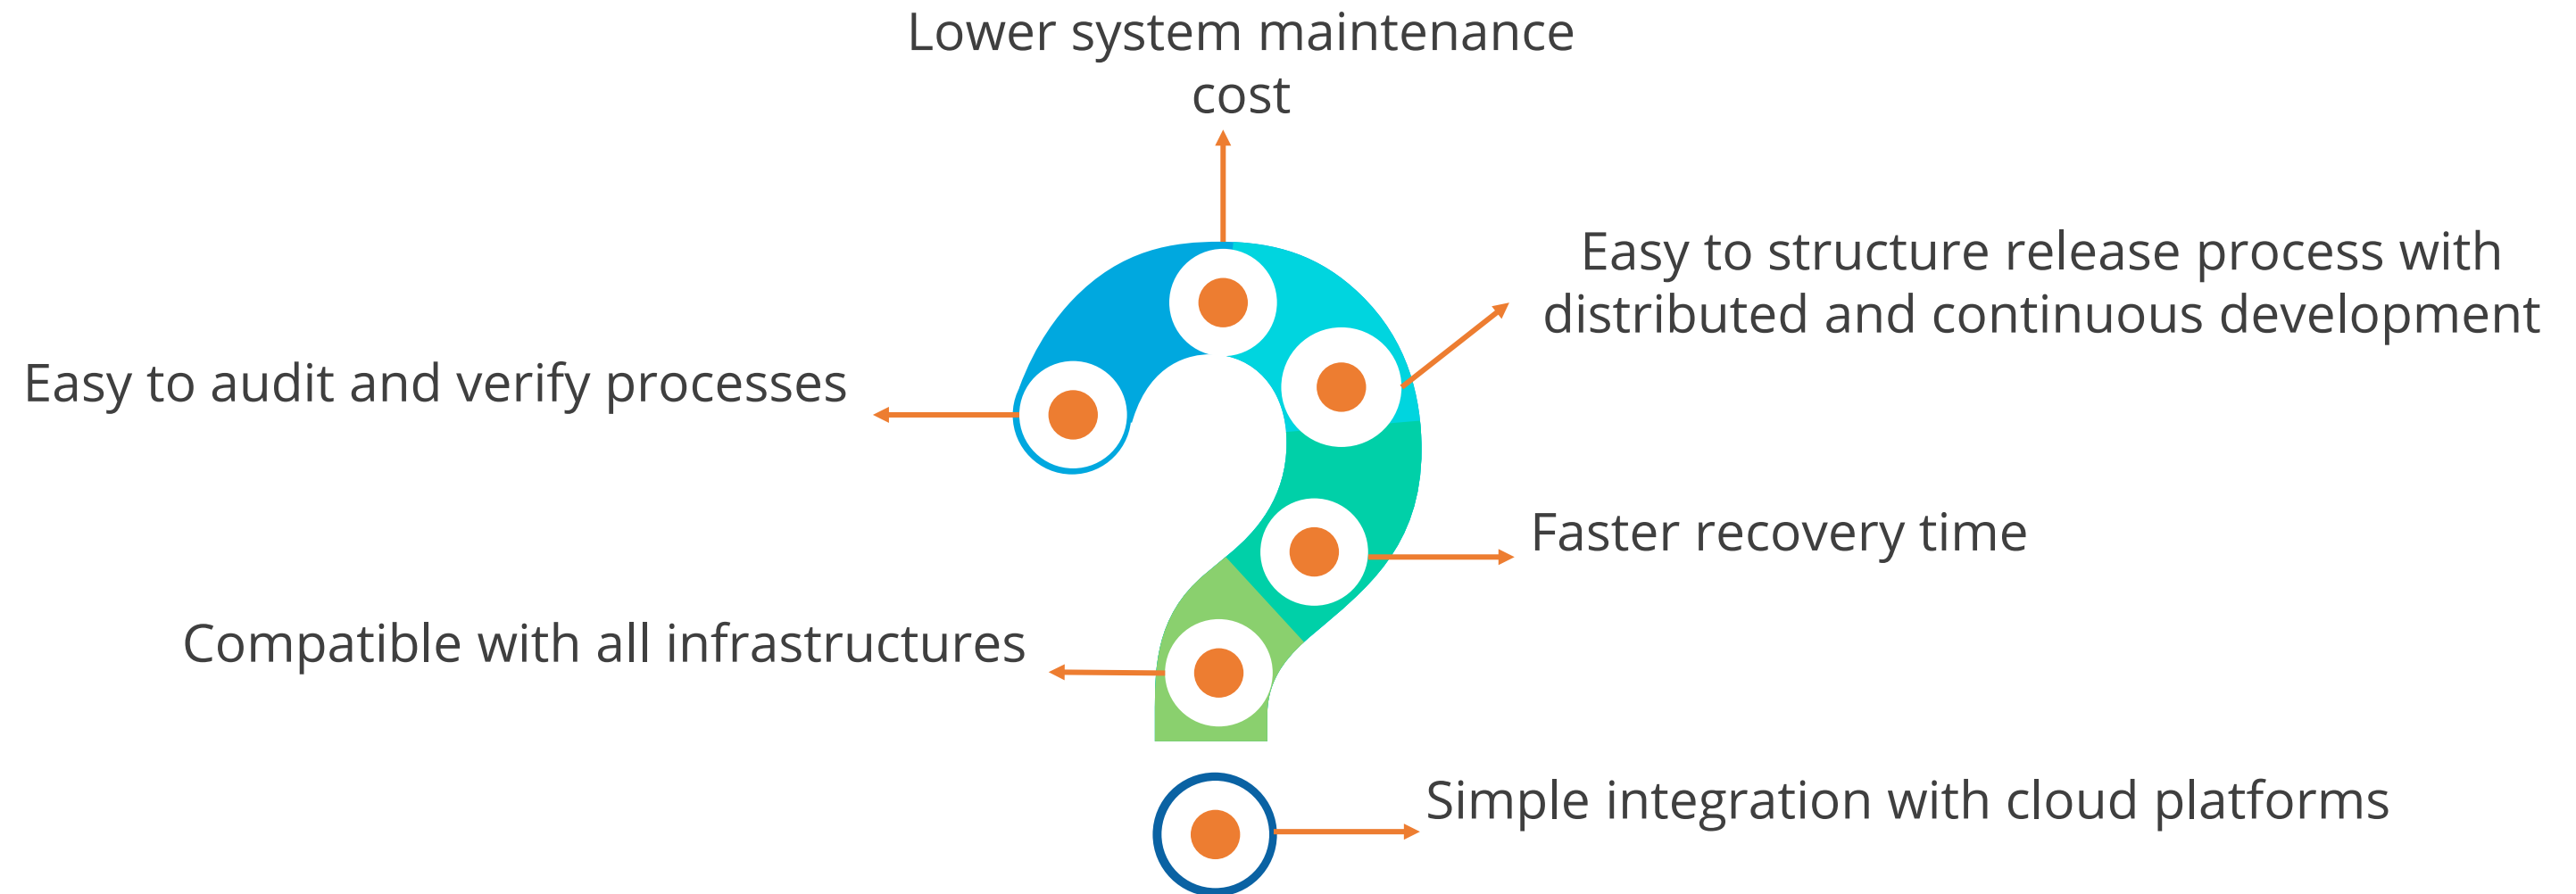 Lower system maintenance
cost
Easy to structure release process with
distributed and continuous development
Easy to audit and verify processes
Faster recovery time
Compatible with all infrastructures
Simple integration with cloud platforms